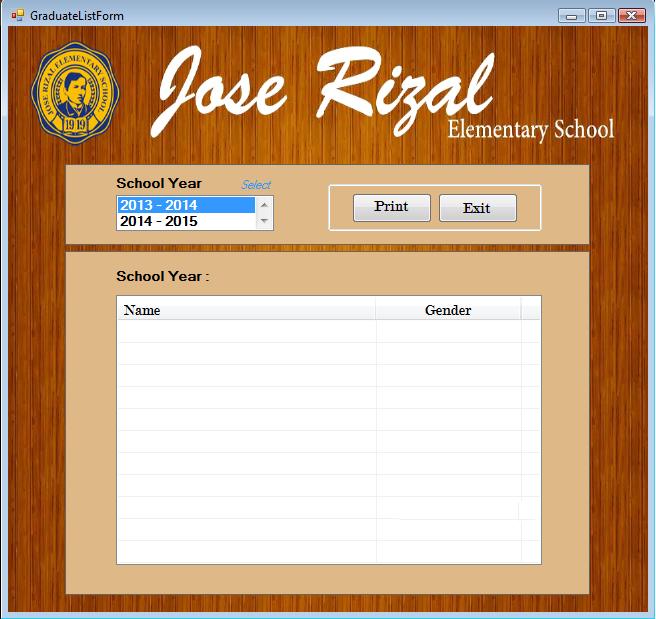 GraduateListForm
JOSE RIZAL ELEMENTARY SCHOOL
1919
Jose Rizal
Elementary School
School Year Select
2013 - 2014
2014 - 2015
Print Exit
School Year :
Name Gender